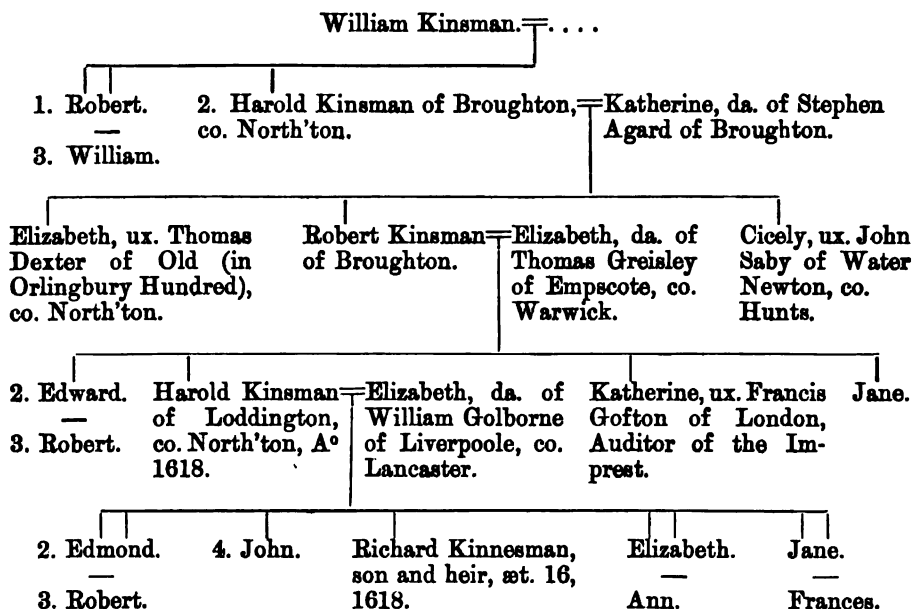 William Kinsman. = . . . .
1. Robert.
—
3. William.
2. Harold Kinsman of Broughton,
co. North'ton.
= Katherine, da. of Stephen
Agard of Broughton.
Elizabeth, ux. Thomas
Dexter of Old (in
Orlingbury Hundred),
co. North'ton.
Robert Kinsman
of Broughton.
= Elizabeth, da. of
Thomas Greisley
of Empscote, co.
Warwick.
Cicely, ux. John
Saby of Water
Newton, co.
Hunts.
2. Edward.
—
3. Robert.
Harold Kinsman
of Loddington,
co. North'ton, Aº
1618.
= Elizabeth, da. of
William Golborne
of Liverpoole, co.
Lancaster.
Katherine, ux. Francis
Gofton of London,
Auditor of the Im-
prest.
Jane.
2. Edmond.
—
3. Robert.
4. John.
Richard Kinnesman,
son and heir, æt. 16,
1618.
Elizabeth.
—
Ann.
Jane.
—
Frances.